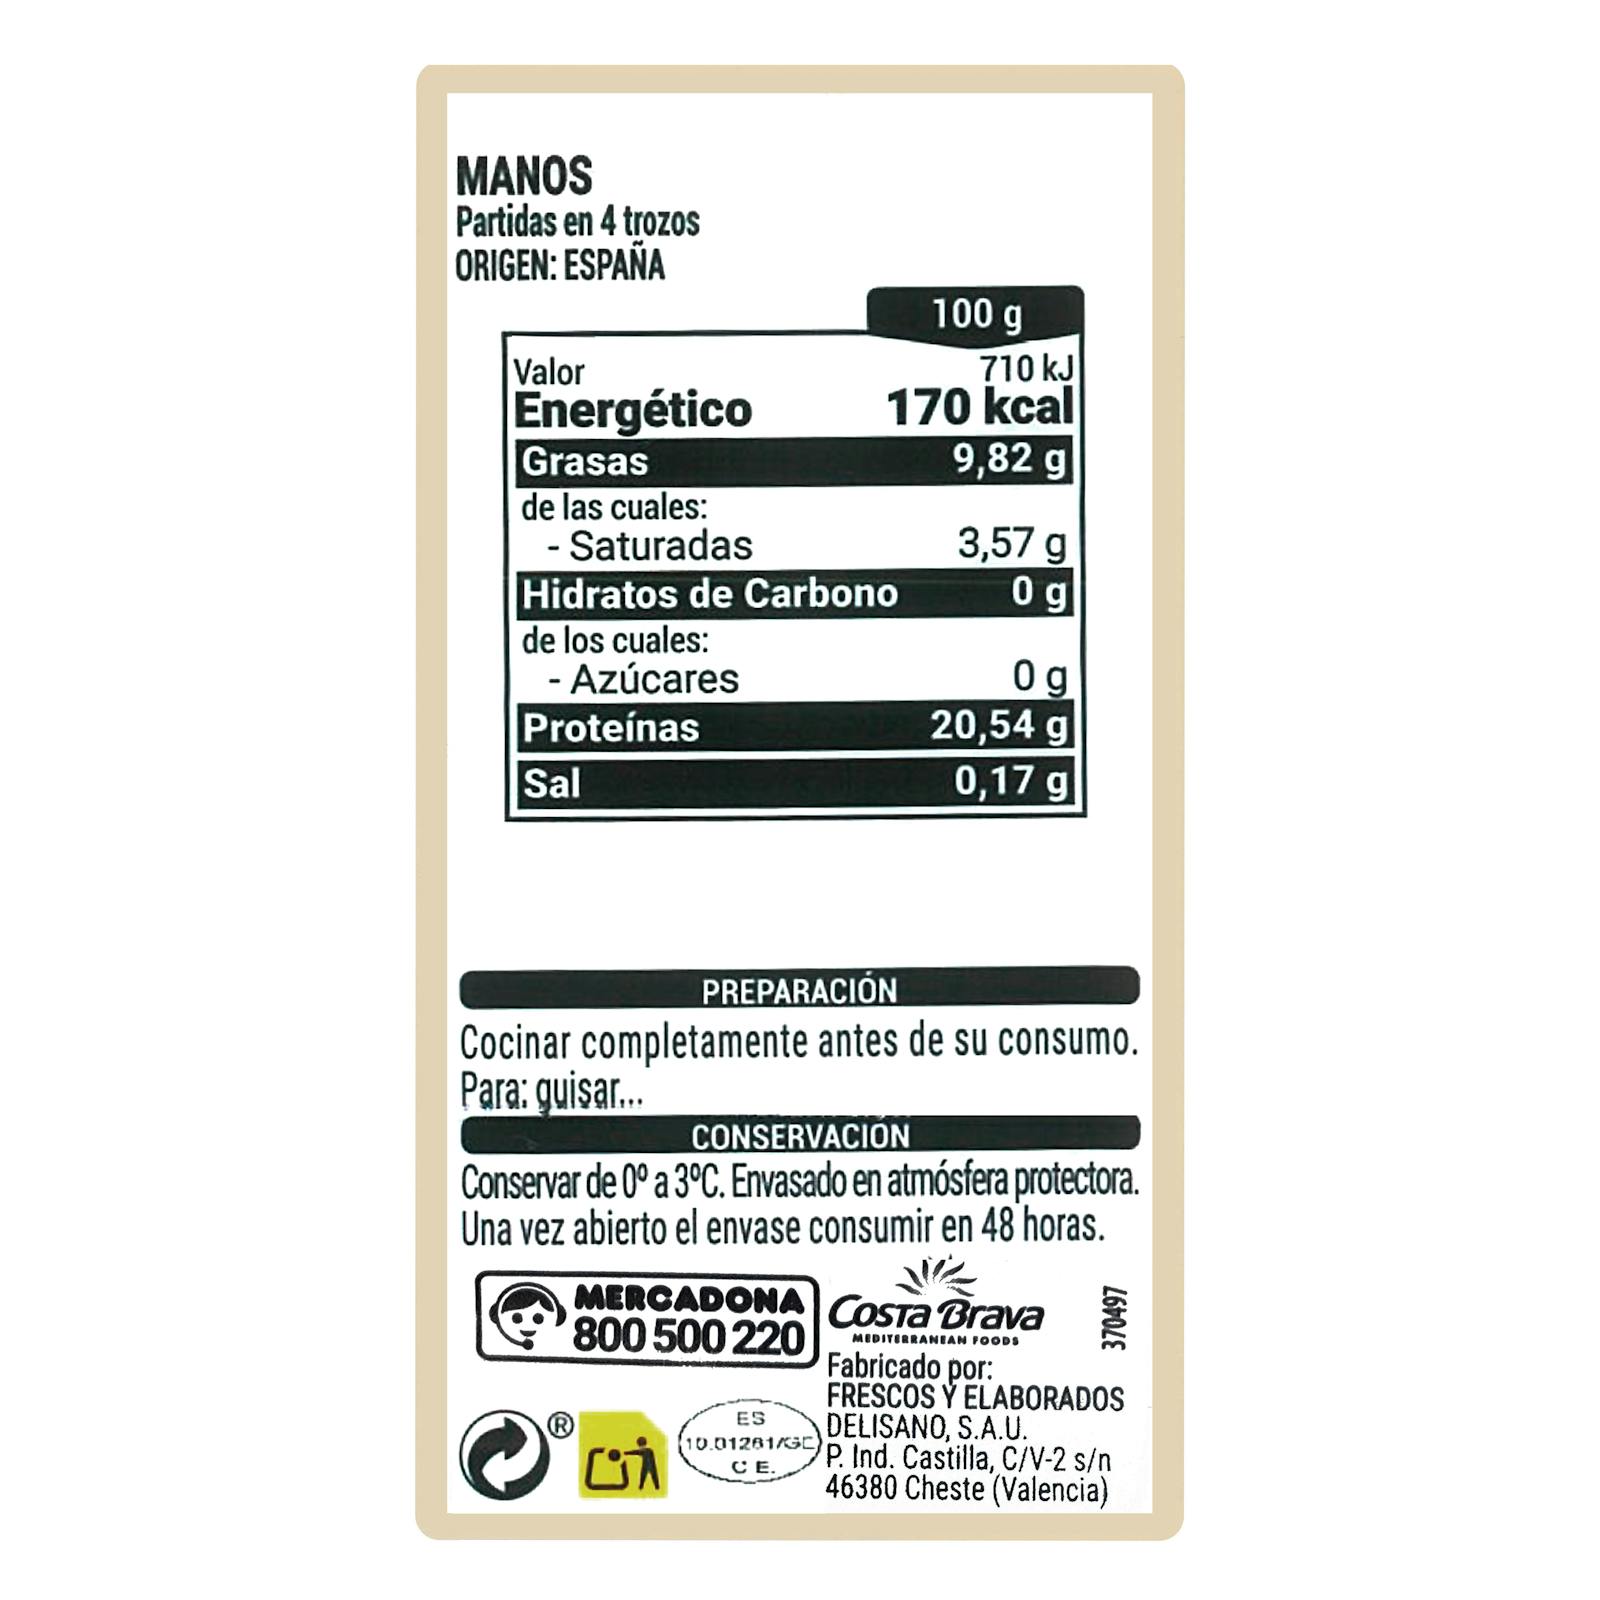 MANOS
Partidas en 4 trozos
ORIGEN: ESPAÑA
100 g
Valor 710 kJ
Energético 170 kcal
Grasas 9,82 g
de las cuales:
- Saturadas 3,57 g
Hidratos de Carbono 0 g
de los cuales:
- Azúcares 0 g
Proteínas 20,54 g
Sal 0,17 g
PREPARACIÓN
Cocinar completamente antes de su consumo.
Para: guisar...
CONSERVACIÓN
Conservar de 0º a 3ºC. Envasado en atmósfera protectora.
Una vez abierto el envase consumir en 48 horas.
MERCADONA
800 500 220
Costa Brava
MEDITERRANEAN FOODS
370497
Fabricado por:
FRESCOS Y ELABORADOS
DELISANO, S.A.U.
P. Ind. Castilla, C/V-2 s/n
46380 Cheste (Valencia)
®
ES
C E.